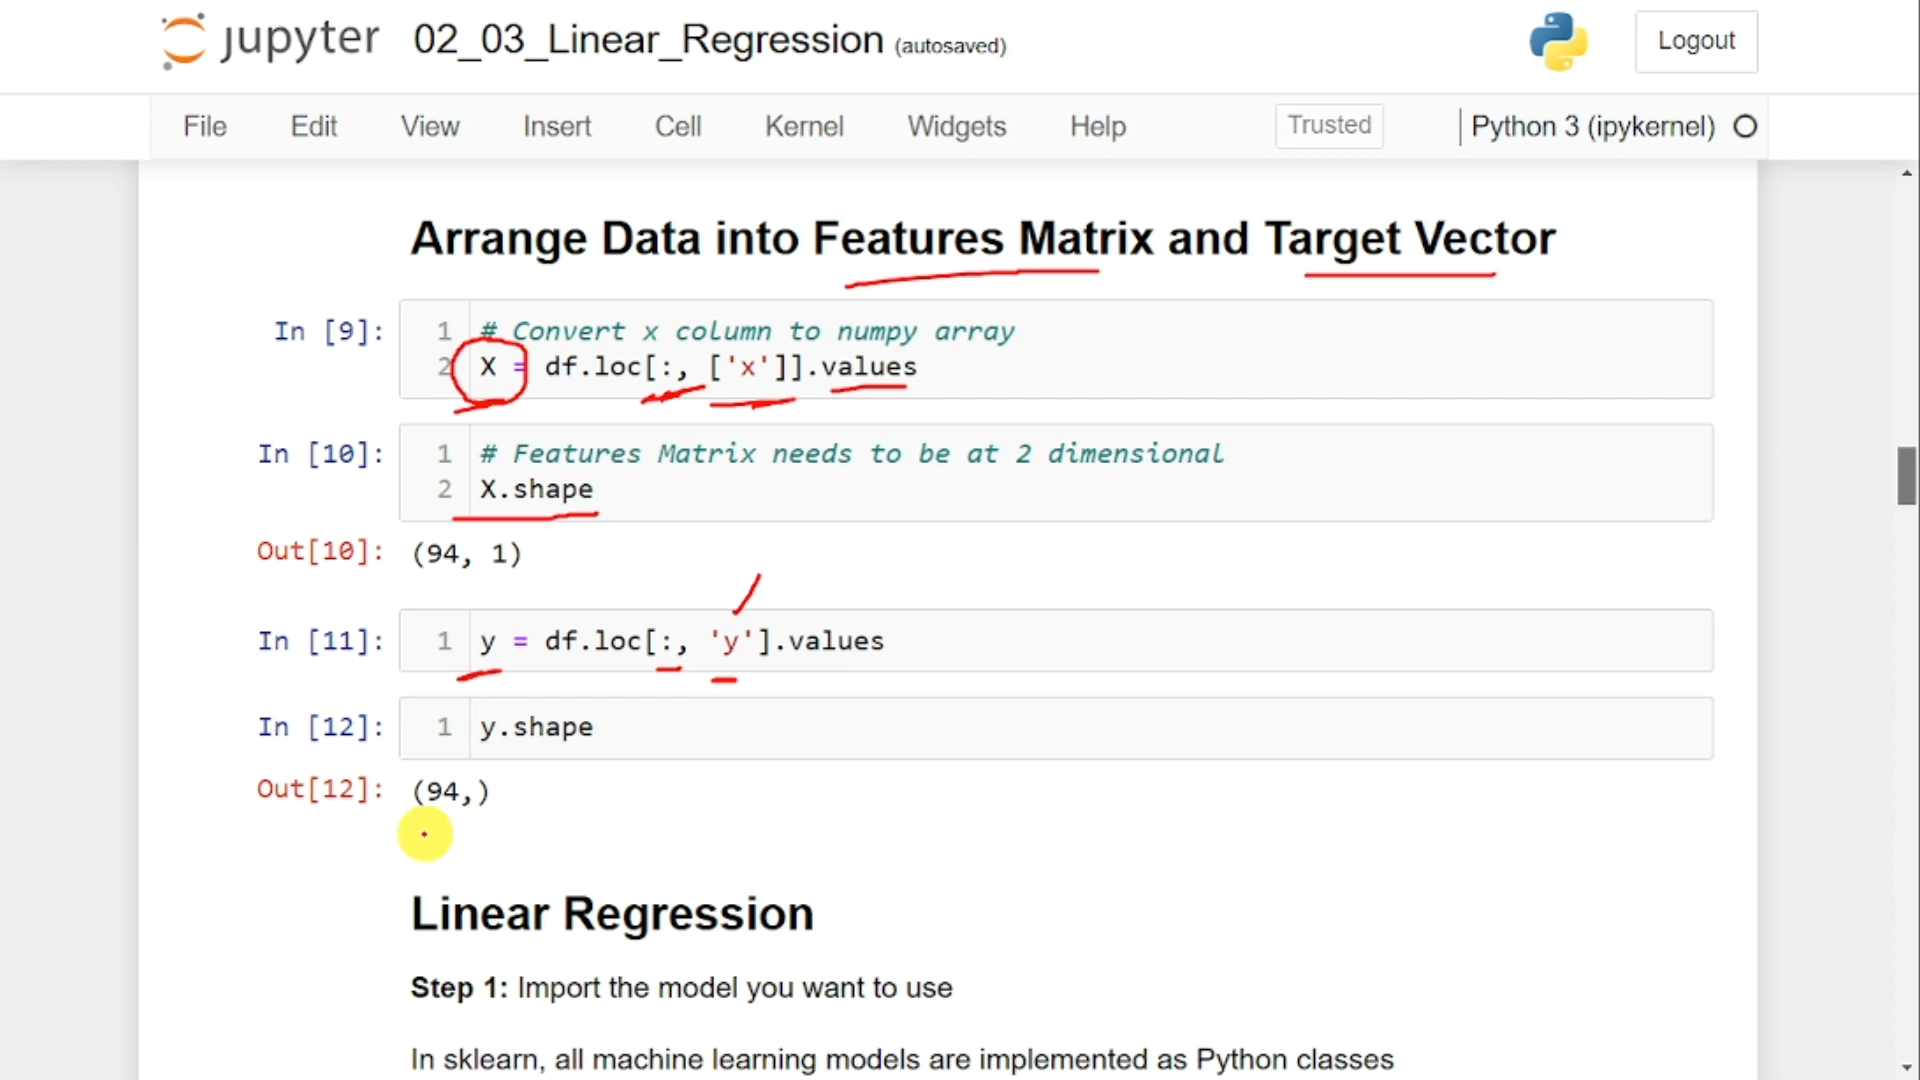 jupyter 02_03_Linear_Regression (autosaved) Logout
File Edit View Insert Cell Kernel Widgets Help Trusted Python 3 (ipykernel)
Arrange Data into Features Matrix and Target Vector
In [9]: 1 # Convert x column to numpy array
2 X = df.loc[:, ['x']].values
In [10]: 1 # Features Matrix needs to be at 2 dimensional
2 X.shape
Out[10]: (94, 1)
In [11]: 1 y = df.loc[:, 'y'].values
In [12]: 1 y.shape
Out[12]: (94,)
Linear Regression
Step 1: Import the model you want to use
In sklearn, all machine learning models are implemented as Python classes